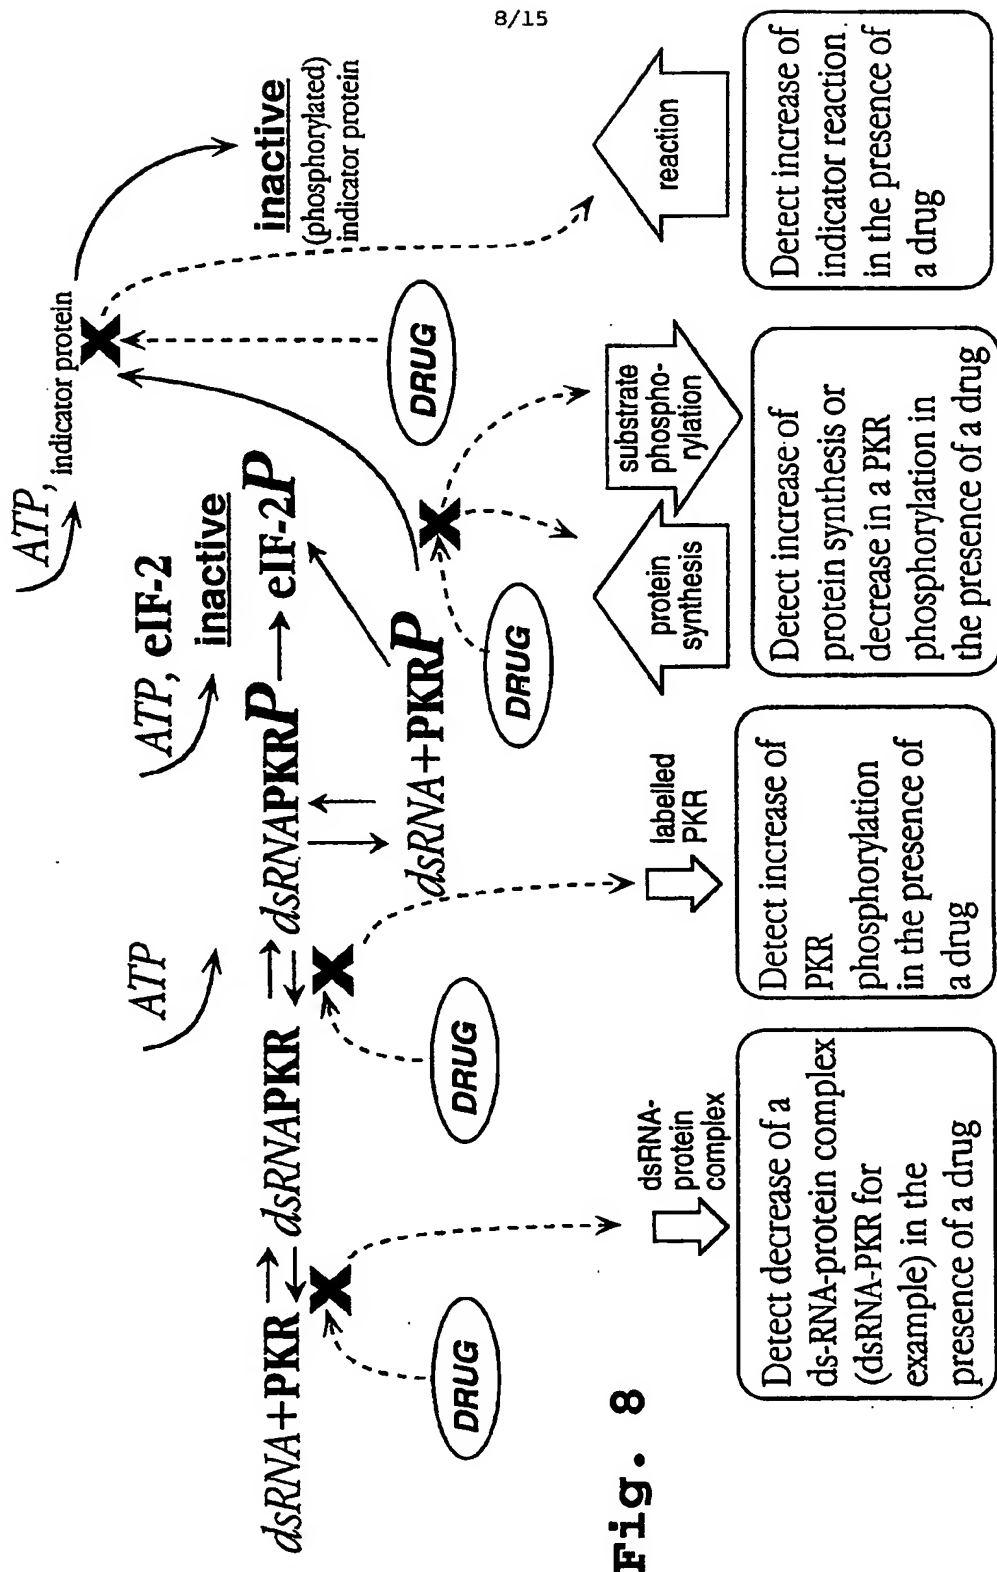 8/15
ATP, indicator protein
inactive
(phosphorylated)
indicator protein
ATP, eIF-2
inactive
ATP
dsRNA+PKR dsRNAPKR dsRNAPKRP eIF-2P
dsRNA+PKRP
DRUG
DRUG
DRUG
DRUG
dsRNA-
protein
complex
labelled
PKR
protein
synthesis
substrate
phospho-
rylation
reaction
Detect decrease of a
ds-RNA-protein complex
(dsRNA-PKR for
example) in the
presence of a drug
Detect increase of
PKR
phosphorylation
in the presence of
a drug
Detect increase of
protein synthesis or
decrease in a PKR
phosphorylation in
the presence of a drug
Detect increase of
indicator reaction
in the presence of
a drug
Fig. 8